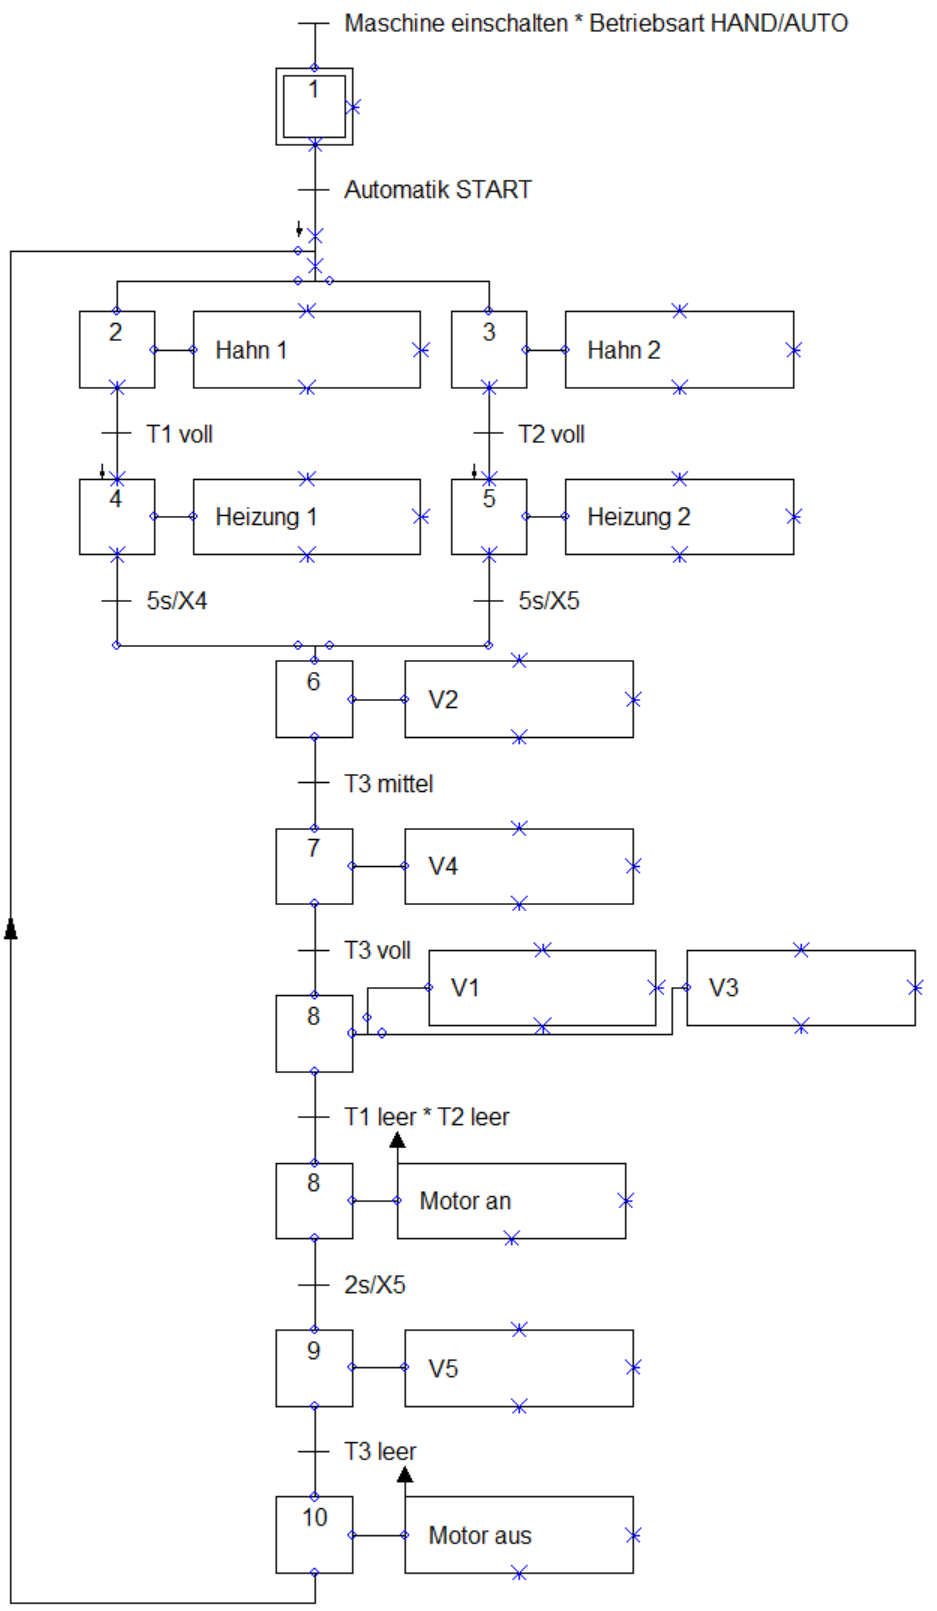 Maschine einschalten * Betriebsart HAND/AUTO
1
Automatik START
2
Hahn 1
3
Hahn 2
T1 voll
T2 voll
4
Heizung 1
5
Heizung 2
5s/X4
5s/X5
6
V2
T3 mittel
7
V4
T3 voll
8
V1
V3
T1 leer * T2 leer
8
Motor an
2s/X5
9
V5
T3 leer
10
Motor aus